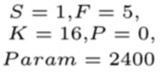 S = 1, F = 5,
K = 16, P = 0,
Param = 2400